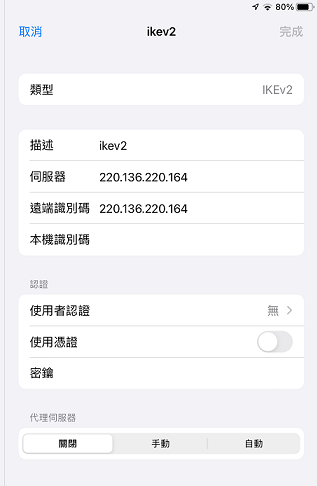 80%
取消 ikev2 完成
類型 IKEv2
描述 ikev2
伺服器 220.136.220.164
遠端識別碼 220.136.220.164
本機識別碼
認證
使用者認證 無
使用憑證
密鑰
代理伺服器
關閉 手動 自動